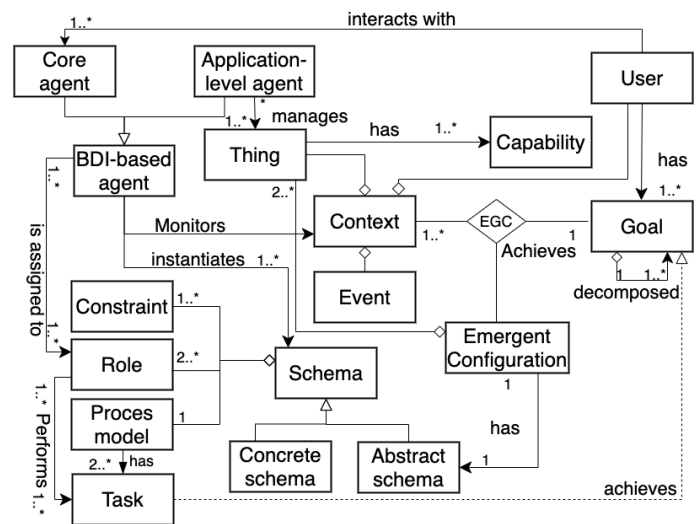 interacts with
1..*
Core
agent
Application-
level agent
User
*
1..*
manages
has
1..*
Capability
Thing
BDI-based
agent
1..*
2..*
has
1..*
Monitors
Context
1..*
EGC
Achieves
1
Goal
instantiates
1..*
is assigned to
Event
1
1..*
decomposed
Constraint
1..*
1..*
Role
2..*
Emergent
Configuration
Schema
1
1..*
Performs
1..*
Proces
model
1
has
2..*
has
Concrete
schema
Abstract
schema
1
Task
achieves